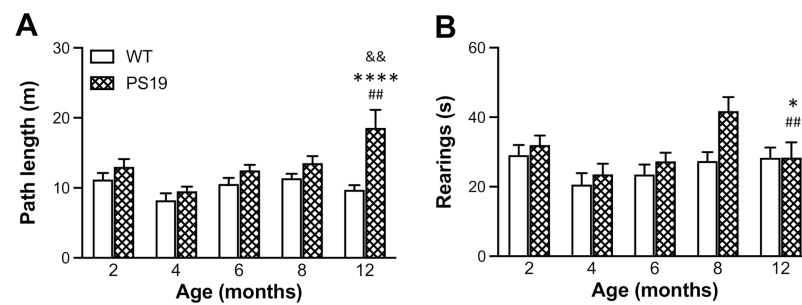 A
30
20
10
0
Path length (m)
WT
PS19
&&
****
##
2 4 6 8 12
Age (months)
B
60
40
20
0
Rearings (s)
*
##
2 4 6 8 12
Age (months)